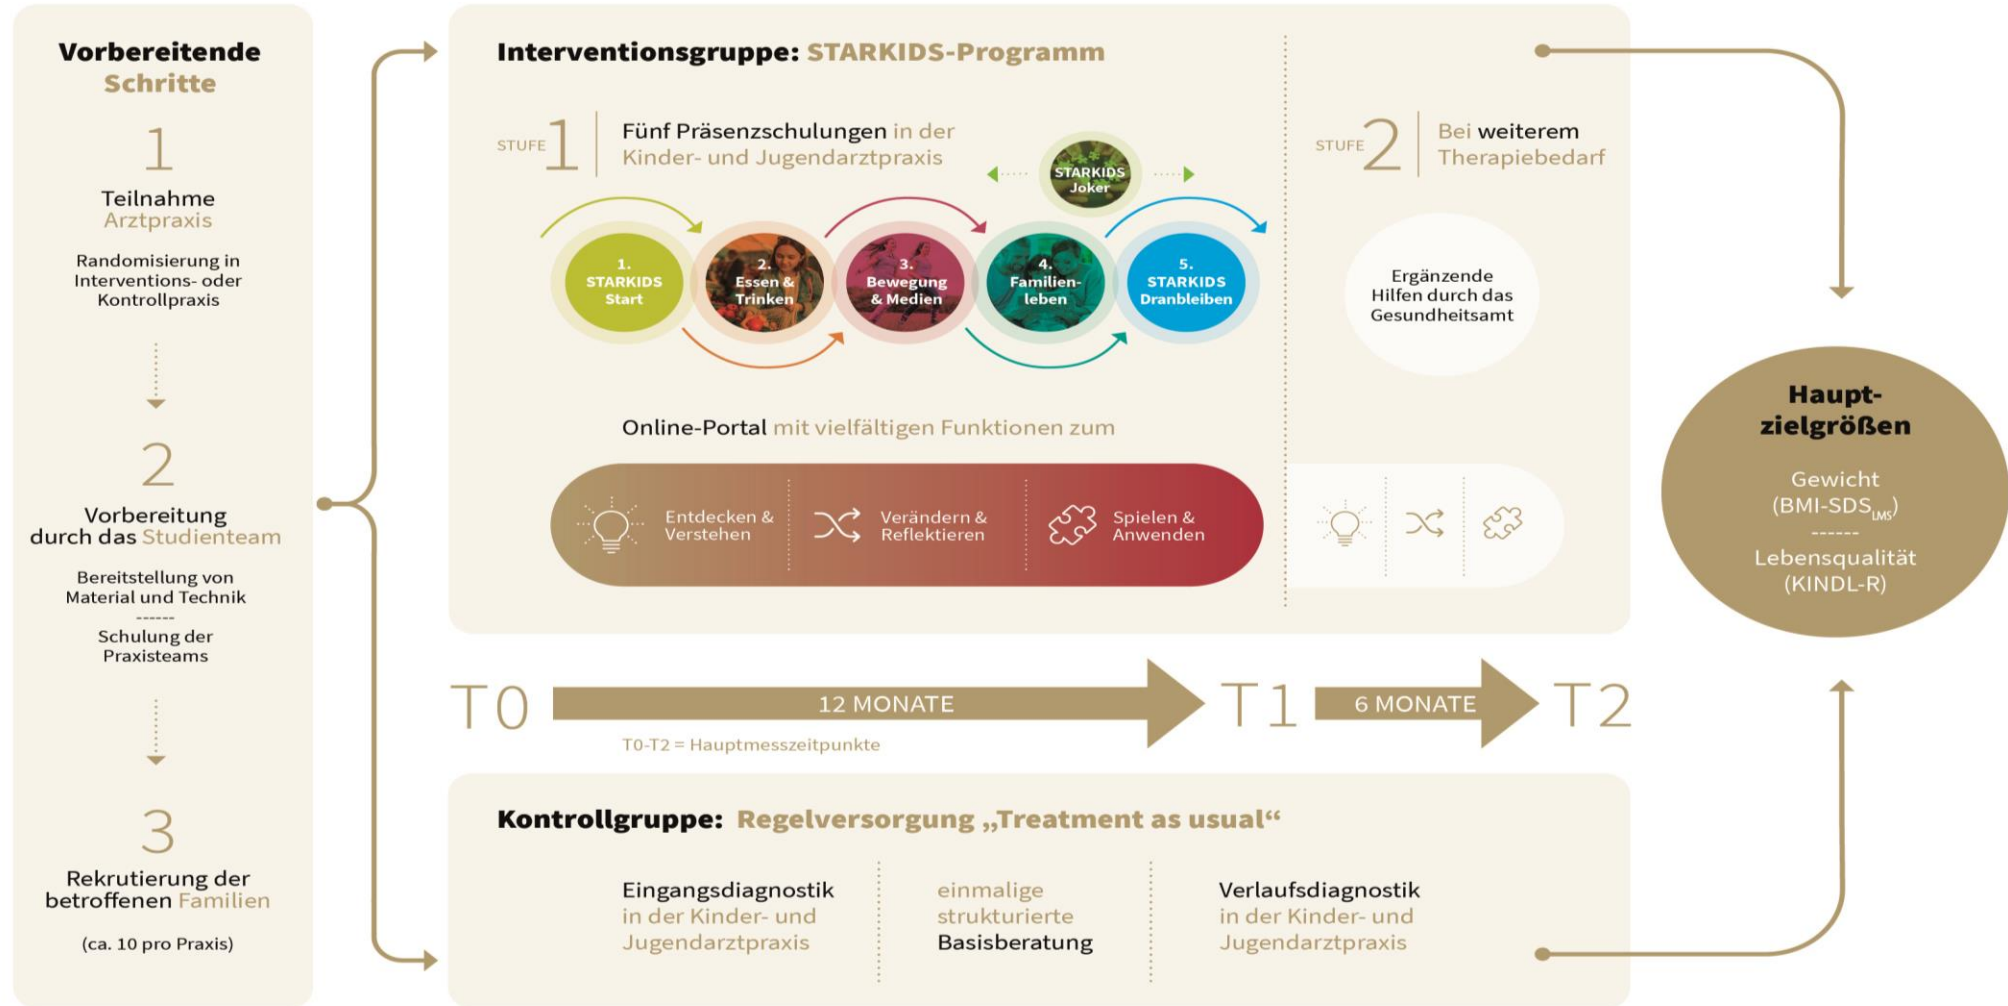 Vorbereitende
Schritte
1
Teilnahme
Arztpraxis
Randomisierung in
Interventions- oder
Kontrollpraxis
2
Vorbereitung
durch das Studienteam
Bereitstellung von
Material und Technik
------
Schulung der
Praxisteams
3
Rekrutierung der
betroffenen Familien
(ca. 10 pro Praxis)
Interventionsgruppe: STARKIDS-Programm
STUFE 1
Fünf Präsenzschulungen in der
Kinder- und Jugendarztpraxis
STARKIDS
Joker
1.
STARKIDS
Start
2.
Essen &
Trinken
3.
Bewegung
& Medien
4.
Familien-
leben
5.
STARKIDS
Dranbleiben
Online-Portal mit vielfältigen Funktionen zum
Entdecken &
Verstehen
Verändern &
Reflektieren
Spielen &
Anwenden
STUFE 2
Bei weiterem
Therapiebedarf
Ergänzende
Hilfen durch das
Gesundheitsamt
T0
12 MONATE
T1
6 MONATE
T2
T0-T2 = Hauptmesszeitpunkte
Kontrollgruppe: Regelversorgung „Treatment as usual“
Eingangsdiagnostik
in der Kinder- und
Jugendarztpraxis
einmalige
strukturierte
Basisberatung
Verlaufsdiagnostik
in der Kinder- und
Jugendarztpraxis
Haupt-
zielgrößen
Gewicht
(BMI-SDS LMS)
------
Lebensqualität
(KINDL-R)